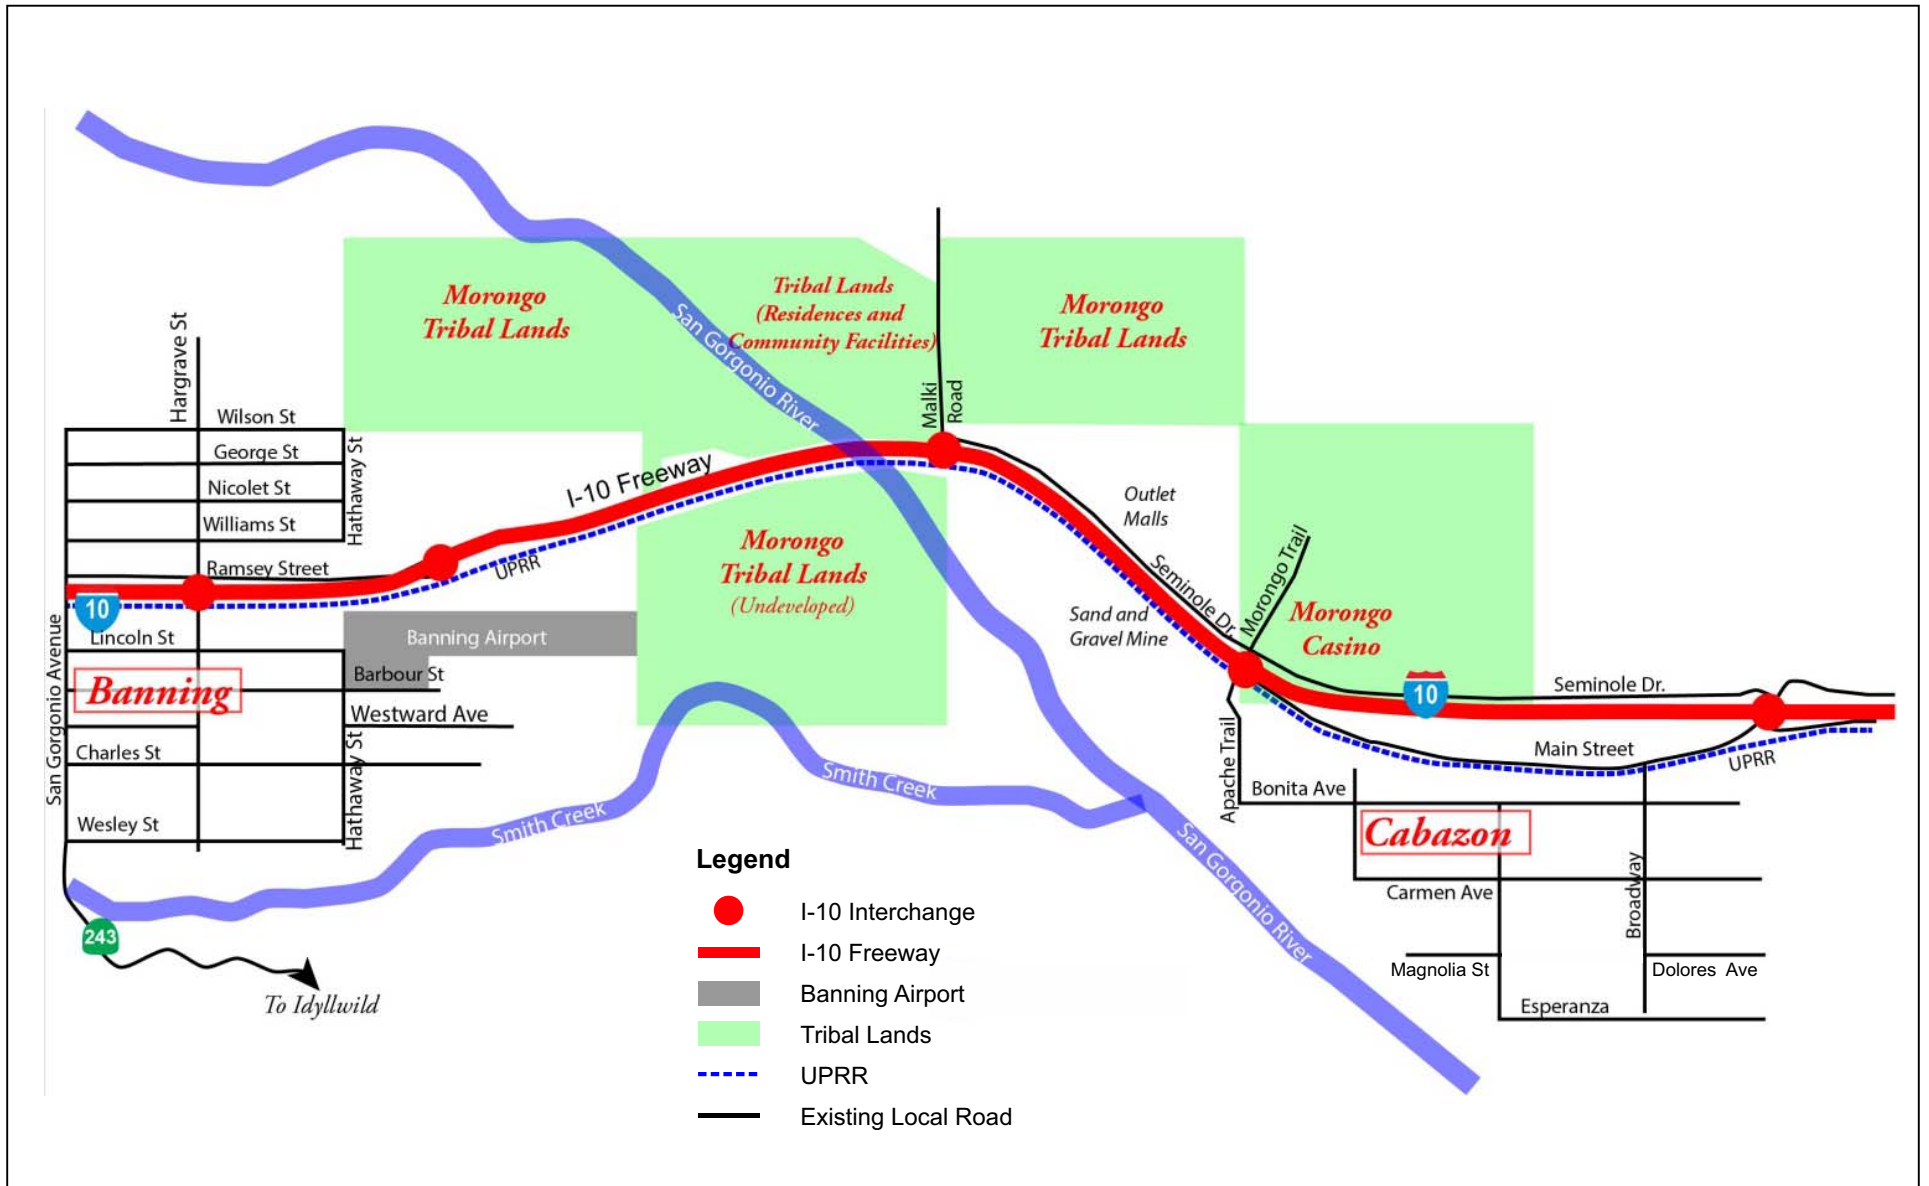 Morongo
Tribal Lands
Tribal Lands
(Residences and
Community Facilities)
Morongo
Tribal Lands
San Gorgonio River
Malki
Road
Hargrave St
Wilson St
George St
Nicolet St
Williams St
Hathaway St
Ramsey Street
I-10 Freeway
UPRR
10
Lincoln St
San Gorgonio Avenue
Banning
Banning Airport
Barbour St
Westward Ave
Charles St
Hathaway St
Wesley St
243
To Idyllwild
Morongo
Tribal Lands
(Undeveloped)
Outlet
Malls
Sand and
Gravel Mine
Seminole Dr.
Morongo Trail
Morongo
Casino
10
Seminole Dr.
Main Street
UPRR
Apache Trail
Bonita Ave
Cabazon
Carmen Ave
Broadway
Magnolia St
Dolores Ave
Esperanza
Smith Creek
Smith Creek
San Gorgonio River
Legend
I-10 Interchange
I-10 Freeway
Banning Airport
Tribal Lands
UPRR
Existing Local Road